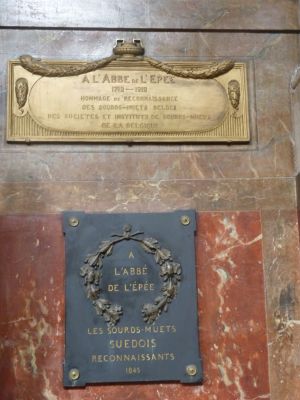 A L'ABBÉ DE L'ÉPÉE
1712—1912
HOMMAGE DE RECONNAISSANCE
DES SOURDS-MUETS BELGES
DES SOCIÉTÉS ET INSTITUTS DE SOURDS-MUETS
DE LA BELGIQUE
A
L'ABBÉ
DE L'ÉPÉE
LES SOURDS-MUETS
SUEDOIS
RECONNAISSANTS
1845